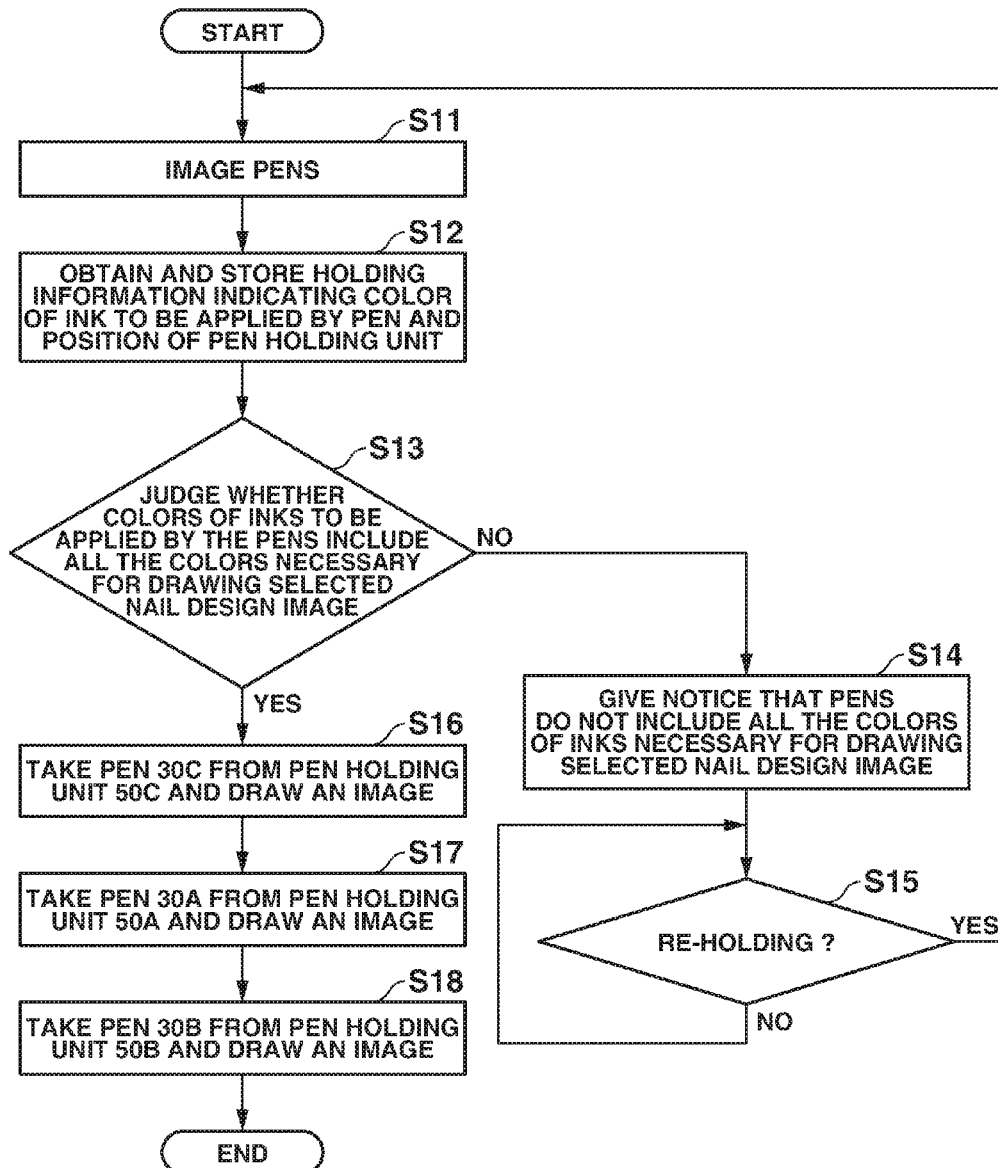 START
S11
IMAGE PENS
S12
OBTAIN AND STORE HOLDING
INFORMATION INDICATING COLOR
OF INK TO BE APPLIED BY PEN AND
POSITION OF PEN HOLDING UNIT
S13
JUDGE WHETHER
COLORS OF INKS TO BE
APPLIED BY THE PENS INCLUDE
ALL THE COLORS NECESSARY
FOR DRAWING SELECTED
NAIL DESIGN IMAGE
NO
YES
S14
GIVE NOTICE THAT PENS
DO NOT INCLUDE ALL THE COLORS
OF INKS NECESSARY FOR DRAWING
SELECTED NAIL DESIGN IMAGE
S15
RE-HOLDING ?
YES
NO
S16
TAKE PEN 30C FROM PEN HOLDING
UNIT 50C AND DRAW AN IMAGE
S17
TAKE PEN 30A FROM PEN HOLDING
UNIT 50A AND DRAW AN IMAGE
S18
TAKE PEN 30B FROM PEN HOLDING
UNIT 50B AND DRAW AN IMAGE
END